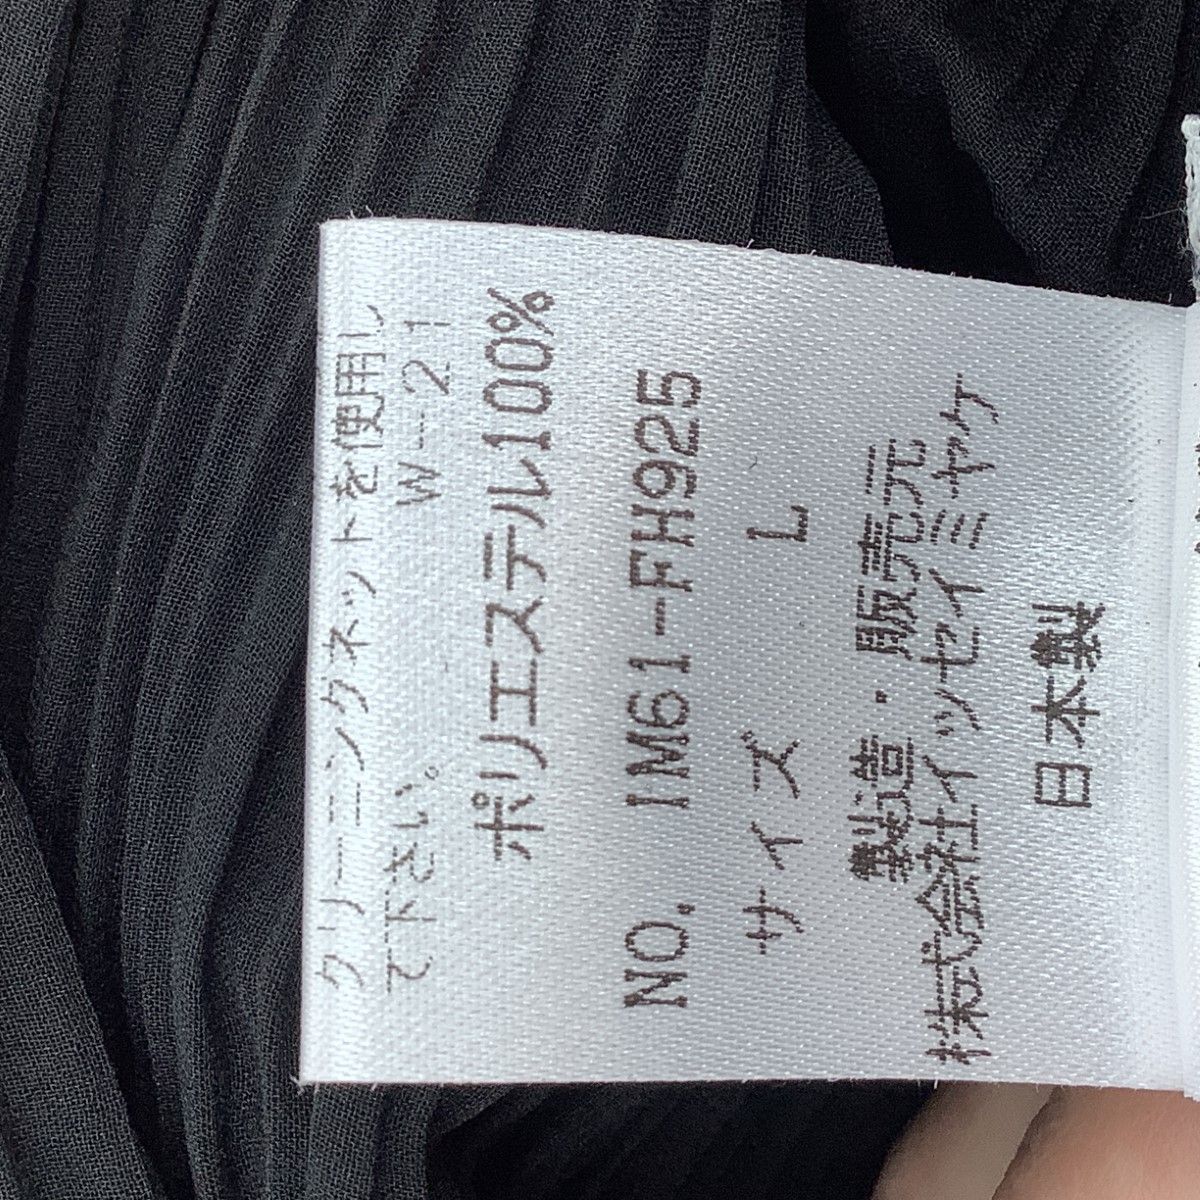 クリーニングネットを使用し
て下さい。 W-21
ポリエステル100%
NO. IM61-FH925
サイズ L
製造・販売元
株式会社イッセイミヤケ
日本製